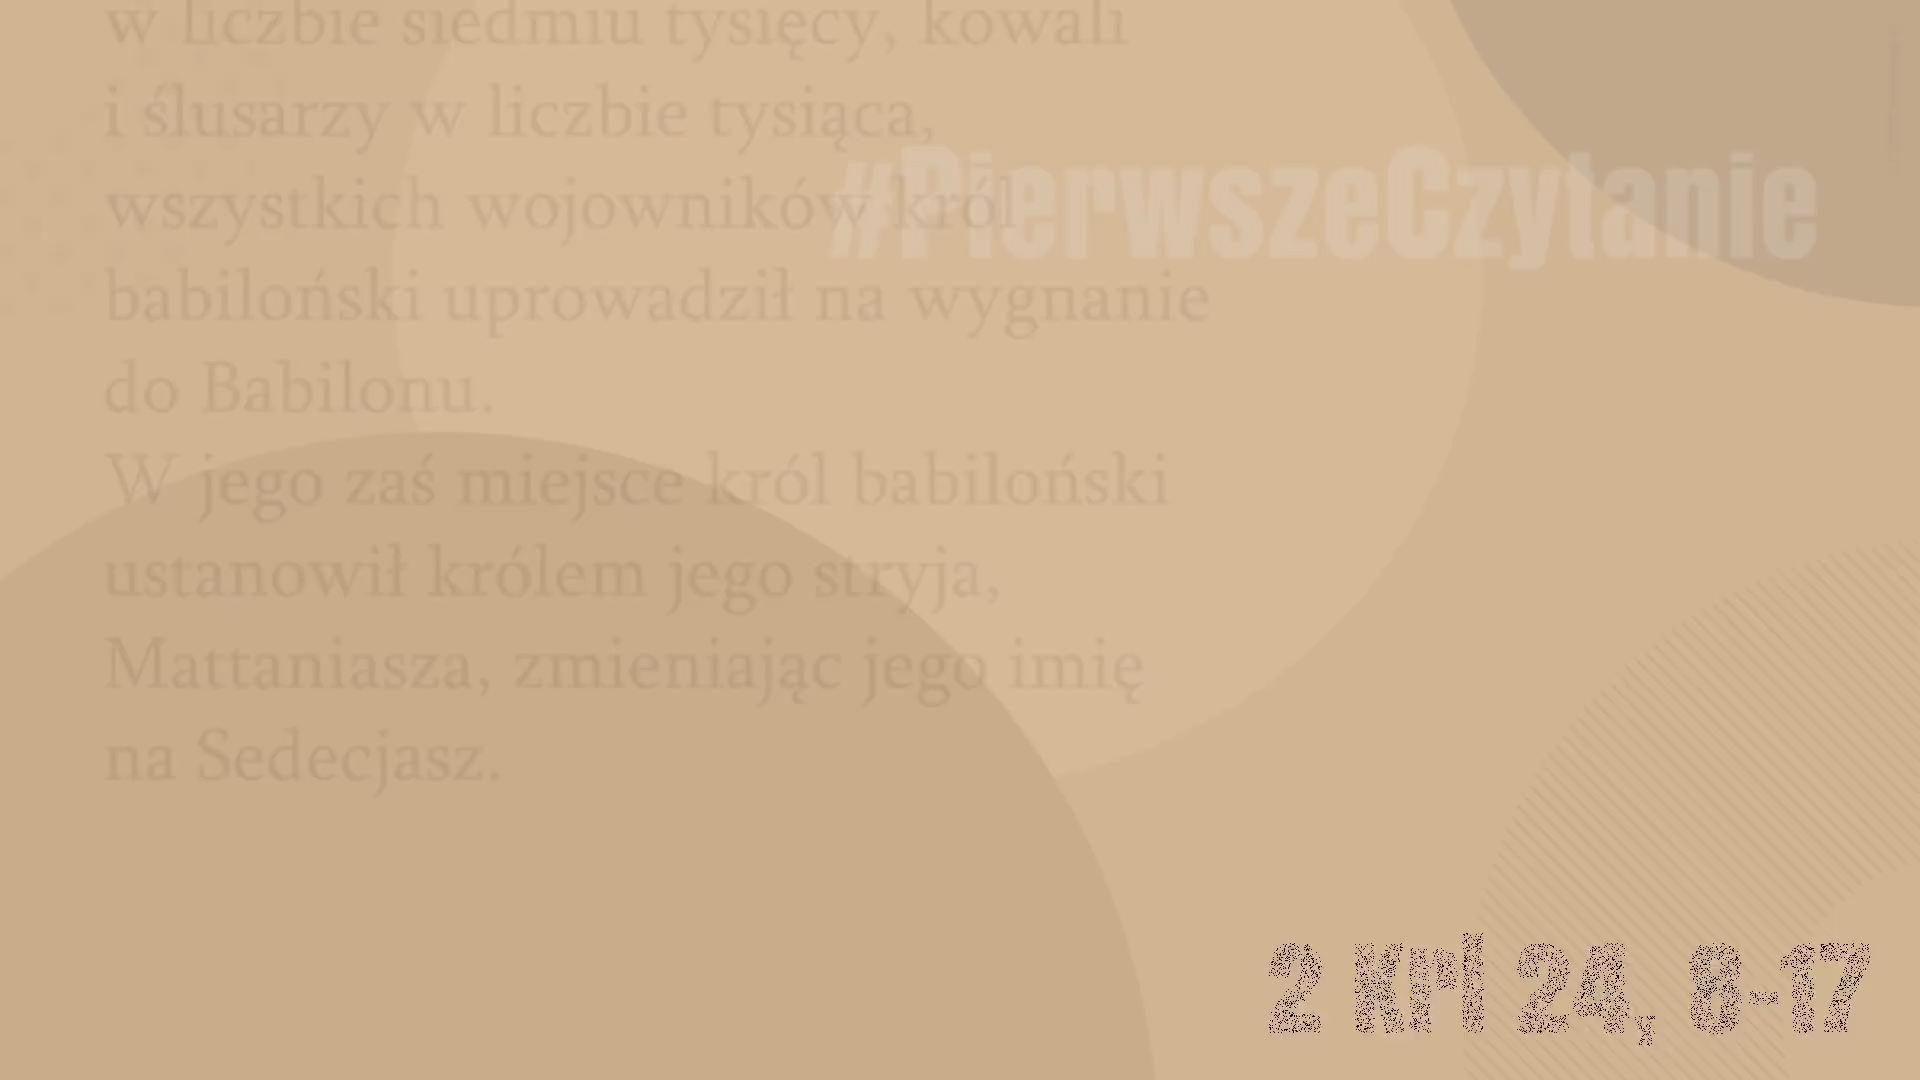 w liczbie siedmiu tysięcy, kowali
i ślusarzy w liczbie tysiąca,
wszystkich wojowników król
babiloński uprowadził na wygnanie
do Babilonu.
W jego zaś miejsce król babiloński
ustanowił królem jego stryja,
Mattaniasza, zmieniając jego imię
na Sedecjasz.
#PierwszeCzytanie
2 Krl 24, 8-17